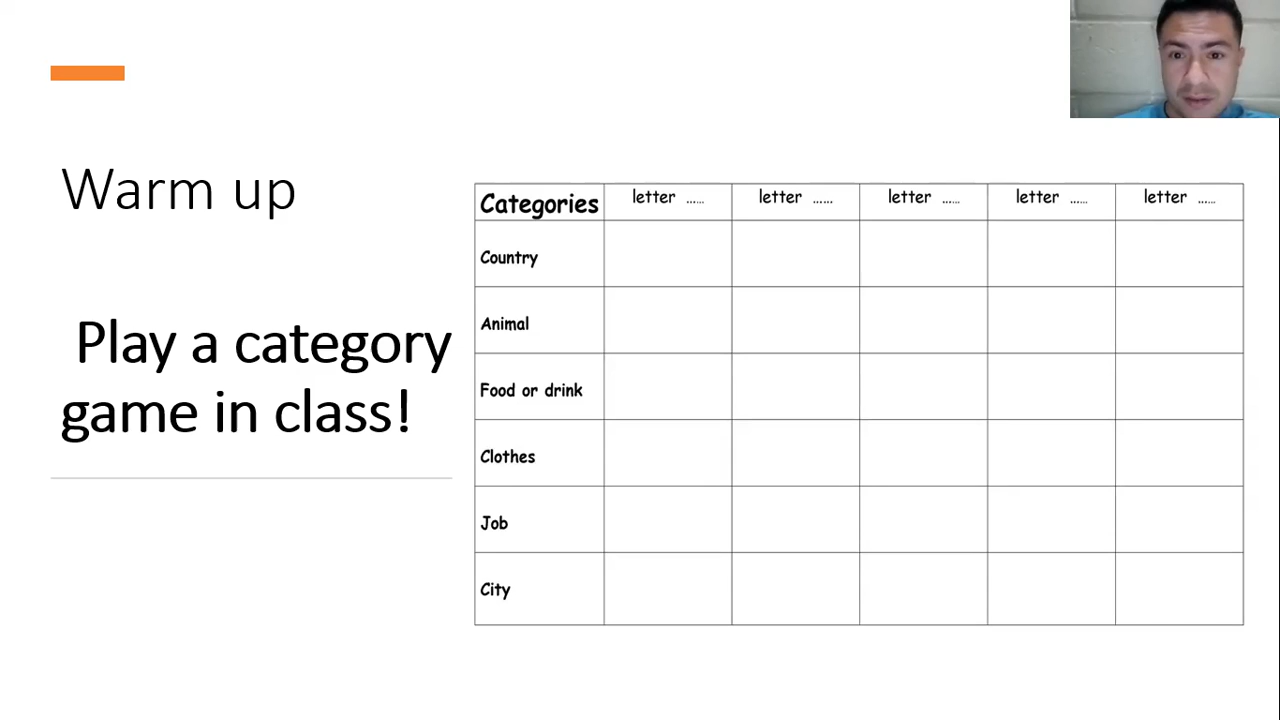 Warm up
Play a category
game in class!
Categories letter ...... letter ...... letter ...... letter ...... letter ......
Country
Animal
Food or drink
Clothes
Job
City